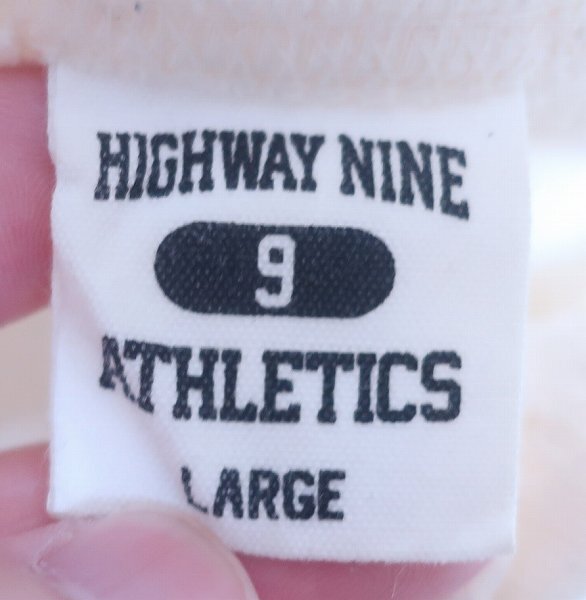 HIGHWAY NINE
9
ATHLETICS
LARGE